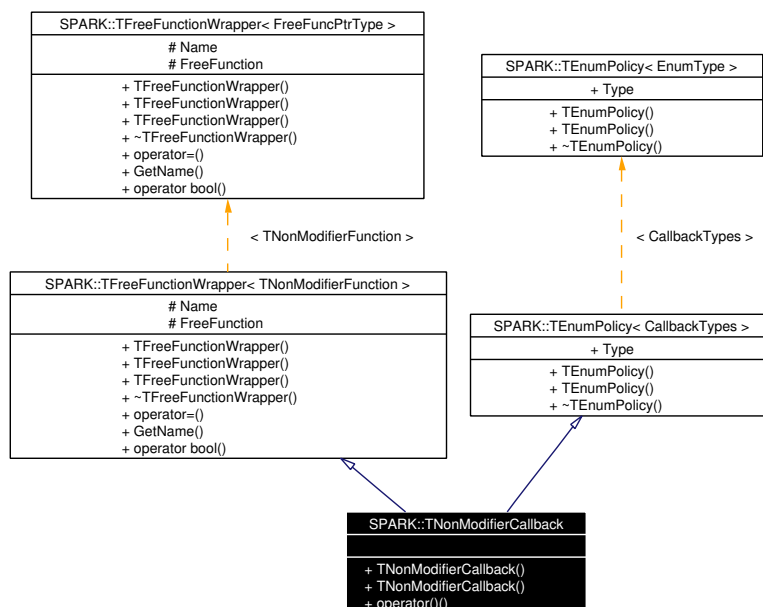 SPARK::TFreeFunctionWrapper< FreeFuncPtrType >
# Name
# FreeFunction
+ TFreeFunctionWrapper()
+ TFreeFunctionWrapper()
+ TFreeFunctionWrapper()
+ ~TFreeFunctionWrapper()
+ operator=()
+ GetName()
+ operator bool()
SPARK::TEnumPolicy< EnumType >
+ Type
+ TEnumPolicy()
+ TEnumPolicy()
+ ~TEnumPolicy()
< TNonModifierFunction >
< CallbackTypes >
SPARK::TFreeFunctionWrapper< TNonModifierFunction >
# Name
# FreeFunction
+ TFreeFunctionWrapper()
+ TFreeFunctionWrapper()
+ TFreeFunctionWrapper()
+ ~TFreeFunctionWrapper()
+ operator=()
+ GetName()
+ operator bool()
SPARK::TEnumPolicy< CallbackTypes >
+ Type
+ TEnumPolicy()
+ TEnumPolicy()
+ ~TEnumPolicy()
SPARK::TNonModifierCallback
+ TNonModifierCallback()
+ TNonModifierCallback()
+ operator()()